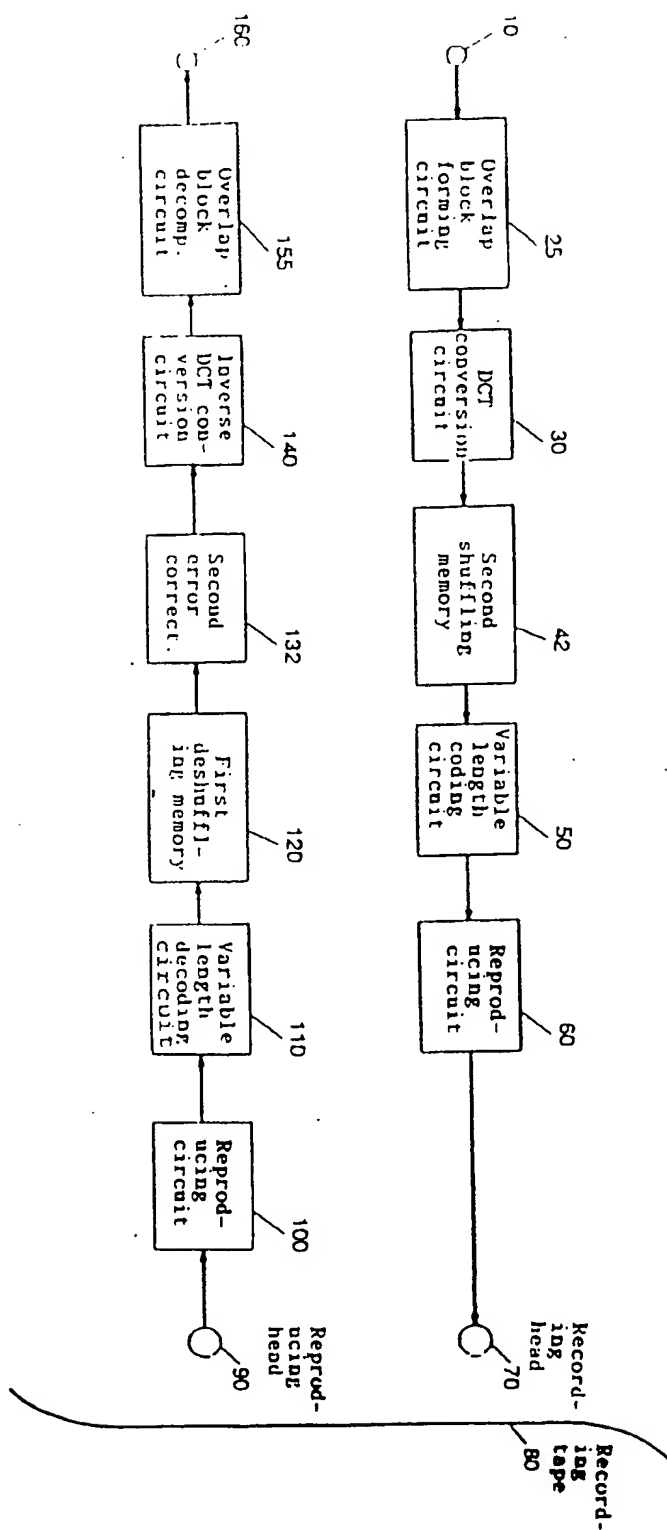 10
Overlap
block
forming
circuit
25
DCT
conversion
circuit
30
Second
shuffling
memory
42
Variable
length
coding
circuit
50
Reprod-
ucing
circuit
60
Record-
ing
head
70
Record-
ing
tape
80
160
Overlap
block
decomp.
circuit
155
Inverse
DCT con-
version
circuit
140
Second
error
correct.
132
First
deshuffl-
ing memory
120
Variable
length
decoding
circuit
110
Reprod-
ucing
circuit
100
Reprod-
ucing
head
90